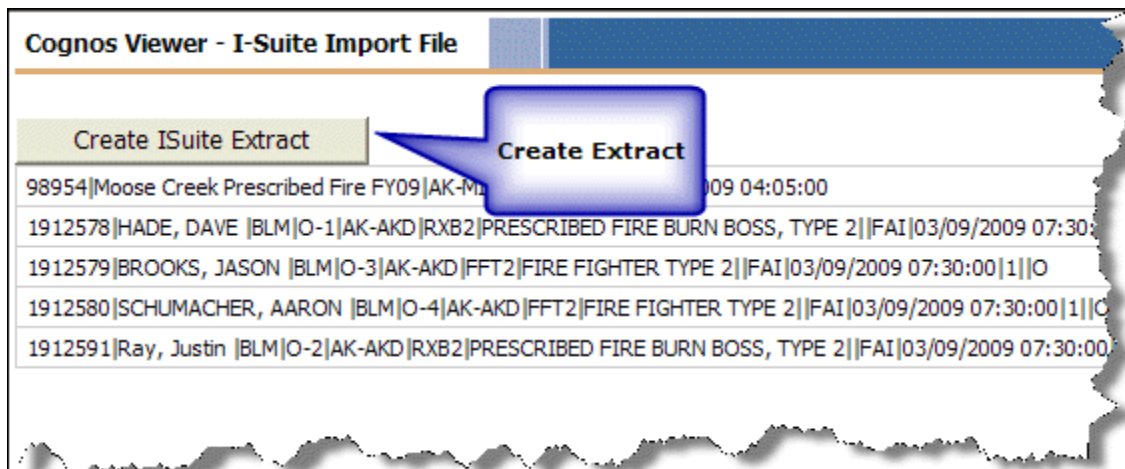 Cognos Viewer - I-Suite Import File
Create ISuite Extract
Create Extract
98954|Moose Creek Prescribed Fire FY09|AK- 09 04:05:00
1912578|HADE, DAVE |BLM|O-1|AK-AKD|RXB2|PRESCRIBED FIRE BURN BOSS, TYPE 2||FAI|03/09/2009 07:30:
1912579|BROOKS, JASON |BLM|O-3|AK-AKD|FFT2|FIRE FIGHTER TYPE 2||FAI|03/09/2009 07:30:00|1||O
1912580|SCHUMACHER, AARON |BLM|O-4|AK-AKD|FFT2|FIRE FIGHTER TYPE 2||FAI|03/09/2009 07:30:00|1||O
1912591|Ray, Justin |BLM|O-2|AK-AKD|RXB2|PRESCRIBED FIRE BURN BOSS, TYPE 2||FAI|03/09/2009 07:30:00